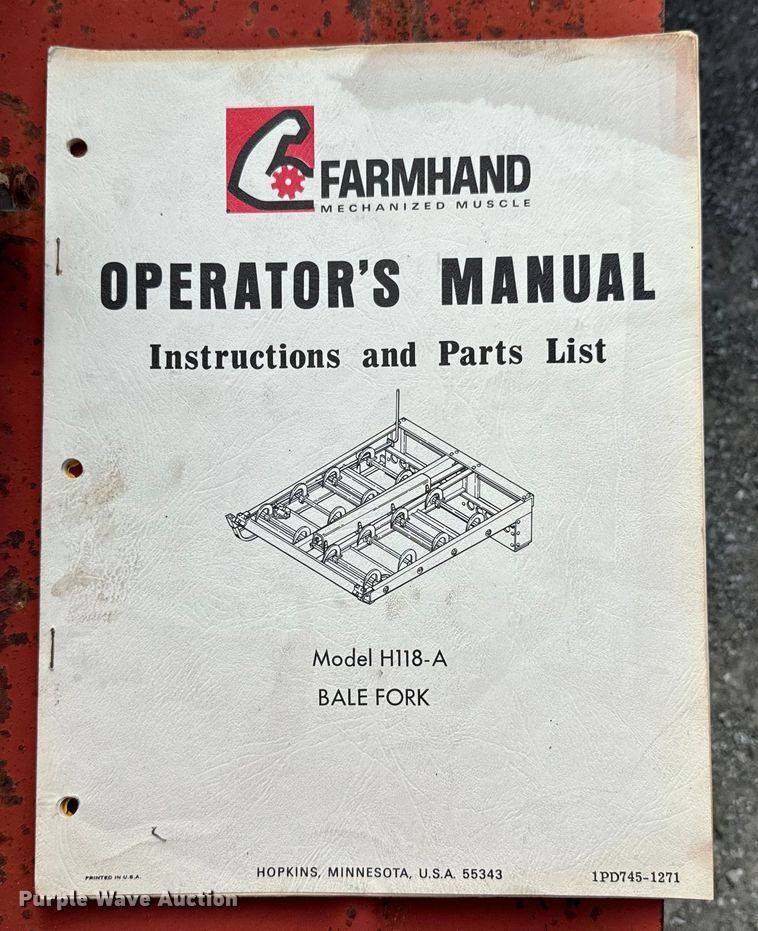 FARMHAND
MECHANIZED MUSCLE
OPERATOR'S MANUAL
Instructions and Parts List
Model H118-A
BALE FORK
PRINTED IN U.S.A.
HOPKINS, MINNESOTA, U.S.A. 55343
1PD745-1271
Purple Wave Auction